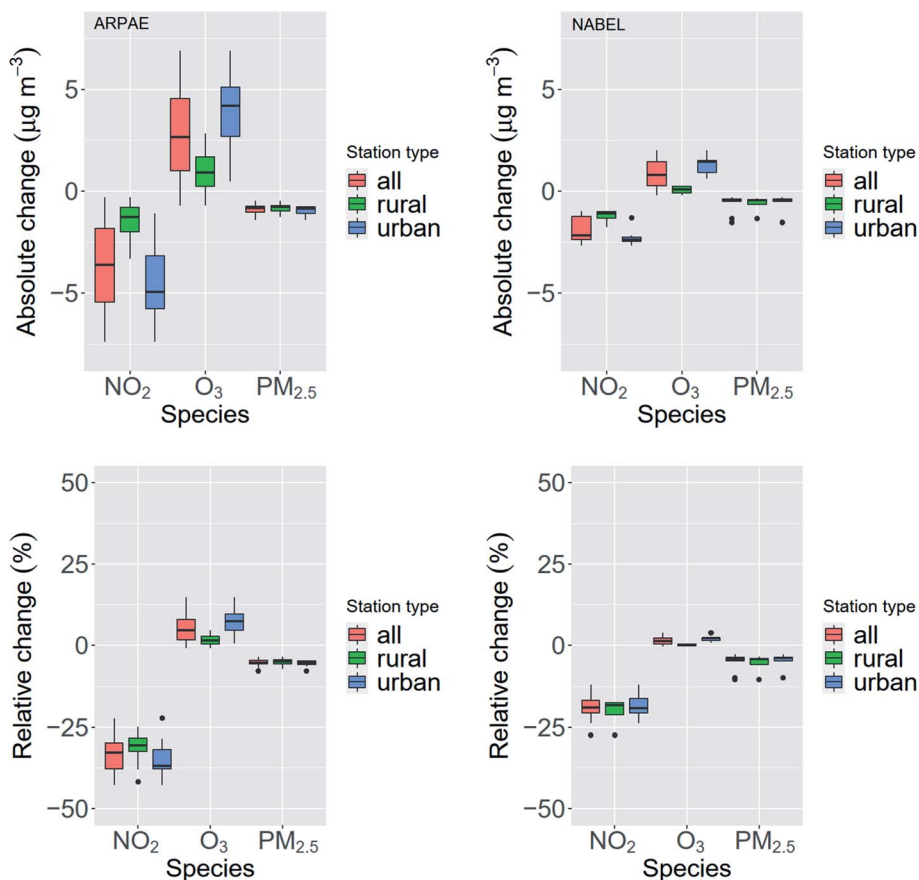 ARPAE
Absolute change (µg m⁻³)
5
0
−5
NO₂ O₃ PM₂.₅
Species
Station type
all
rural
urban
NABEL
Absolute change (µg m⁻³)
5
0
−5
NO₂ O₃ PM₂.₅
Species
Station type
all
rural
urban
Relative change (%)
50
25
0
−25
−50
NO₂ O₃ PM₂.₅
Species
Station type
all
rural
urban
Relative change (%)
50
25
0
−25
−50
NO₂ O₃ PM₂.₅
Species
Station type
all
rural
urban